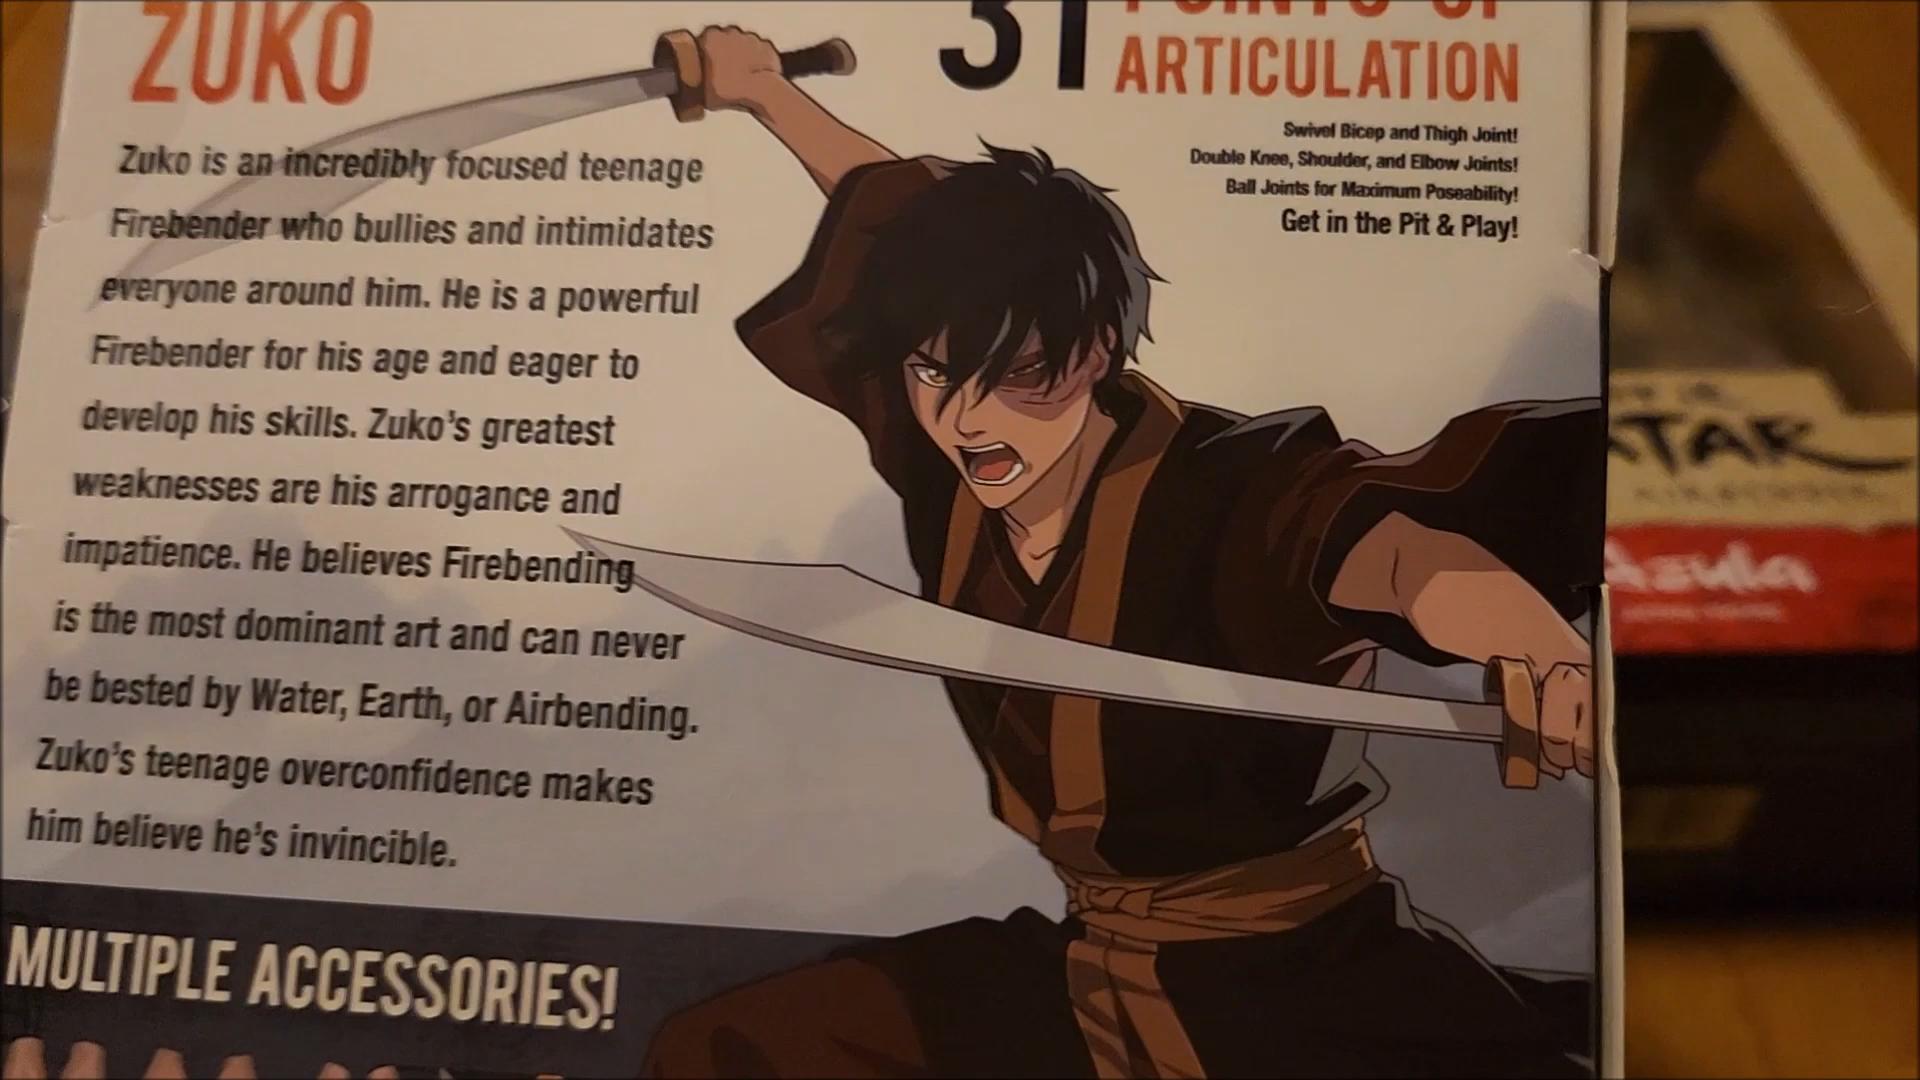 ZUKO
Zuko is an incredibly focused teenage
Firebender who bullies and intimidates
everyone around him. He is a powerful
Firebender for his age and eager to
develop his skills. Zuko's greatest
weaknesses are his arrogance and
impatience. He believes Firebending
is the most dominant art and can never
be bested by Water, Earth, or Airbending.
Zuko's teenage overconfidence makes
him believe he's invincible.
MULTIPLE ACCESSORIES!
31 POINTS OF
ARTICULATION
Swivel Bicep and Thigh Joint!
Double Knee, Shoulder, and Elbow Joints!
Ball Joints for Maximum Poseability!
Get in the Pit & Play!
ATAR
Azula